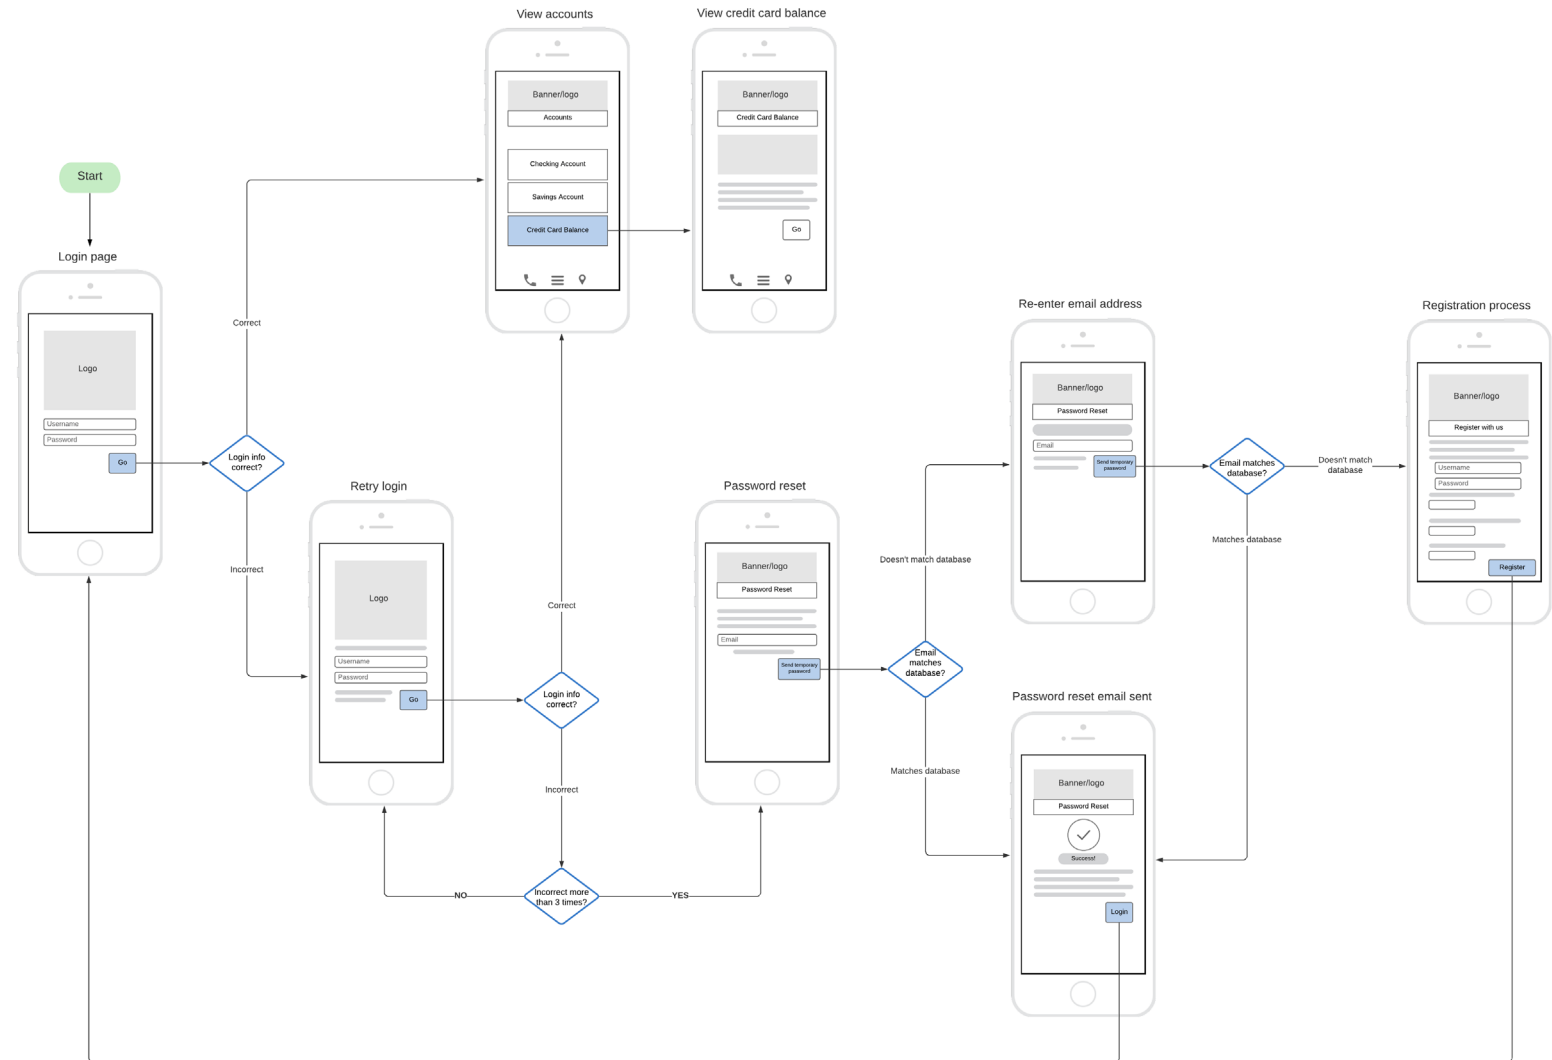 View accounts
Banner/logo
Accounts
Checking Account
Savings Account
Credit Card Balance
View credit card balance
Banner/logo
Credit Card Balance
Go
Start
Login page
Logo
Username
Password
Go
Login info
correct?
Correct
Incorrect
Retry login
Logo
Username
Password
Go
Login info
correct?
Correct
Incorrect
Incorrect more
than 3 times?
NO
YES
Password reset
Banner/logo
Password Reset
Email
Send temporary
password
Email
matches
database?
Doesn't match database
Matches database
Re-enter email address
Banner/logo
Password Reset
Email
Send temporary
password
Email matches
database?
Doesn't match
database
Matches database
Registration process
Banner/logo
Register with us
Username
Password
Register
Password reset email sent
Banner/logo
Password Reset
Success!
Login